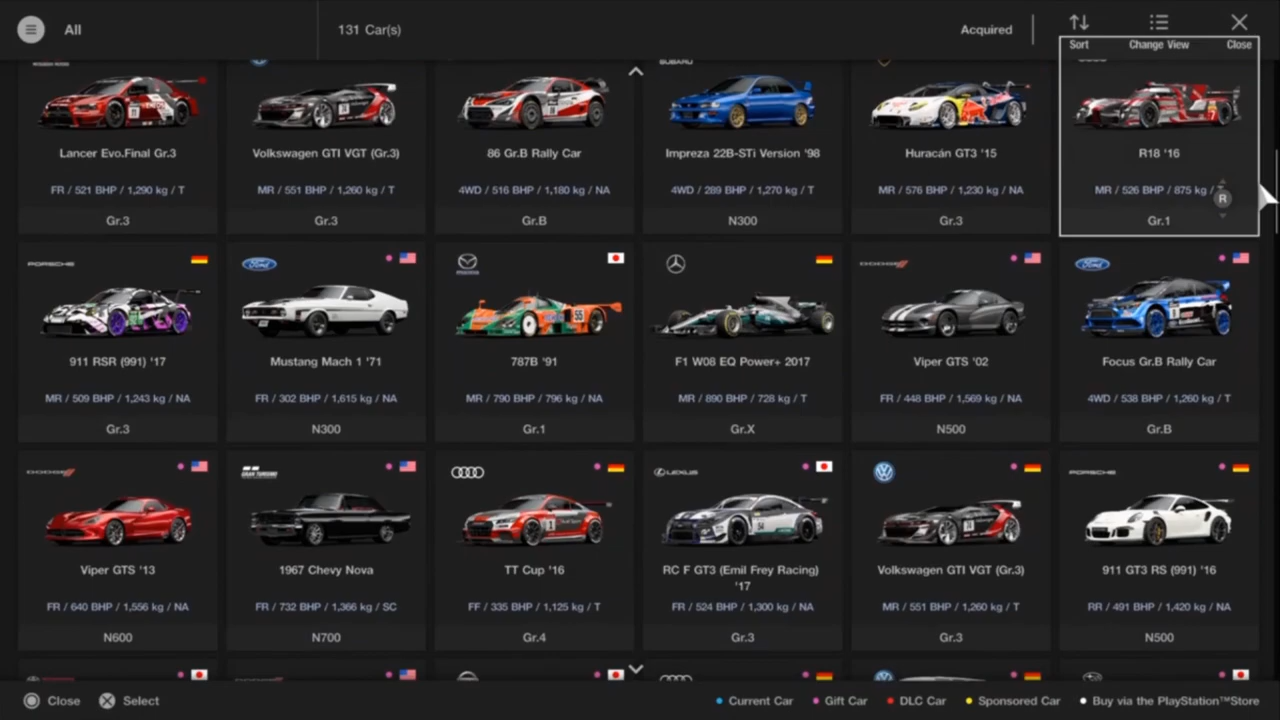 All
131 Car(s)
Acquired
Sort
Change View
Close
SUBARU
Lancer Evo.Final Gr.3
Volkswagen GTI VGT (Gr.3)
86 Gr.B Rally Car
Impreza 22B-STi Version '98
Huracán GT3 '15
R18 '16
FR / 521 BHP / 1,290 kg / T
MR / 551 BHP / 1,260 kg / T
4WD / 516 BHP / 1,180 kg / NA
4WD / 289 BHP / 1,270 kg / T
MR / 576 BHP / 1,230 kg / NA
MR / 526 BHP / 875 kg /
R
Gr.3
Gr.3
Gr.B
N300
Gr.3
Gr.1
PORSCHE
Ford
mazda
DODGE
Ford
55
911 RSR (991) '17
Mustang Mach 1 '71
787B '91
F1 W08 EQ Power+ 2017
Viper GTS '02
Focus Gr.B Rally Car
MR / 509 BHP / 1,243 kg / NA
FR / 302 BHP / 1,615 kg / NA
MR / 790 BHP / 796 kg / NA
MR / 890 BHP / 728 kg / T
FR / 448 BHP / 1,569 kg / NA
4WD / 538 BHP / 1,260 kg / T
Gr.3
N300
Gr.1
Gr.X
N500
Gr.B
DODGE
GRAN TURISMO
LEXUS
PORSCHE
Viper GTS '13
1967 Chevy Nova
TT Cup '16
RC F GT3 (Emil Frey Racing) '17
Volkswagen GTI VGT (Gr.3)
911 GT3 RS (991) '16
FR / 640 BHP / 1,556 kg / NA
FR / 732 BHP / 1,366 kg / SC
FF / 335 BHP / 1,125 kg / T
FR / 524 BHP / 1,300 kg / NA
MR / 551 BHP / 1,260 kg / T
RR / 491 BHP / 1,420 kg / NA
N600
N700
Gr.4
Gr.3
Gr.3
N500
Close
Select
Current Car
Gift Car
DLC Car
Sponsored Car
Buy via the PlayStation™Store